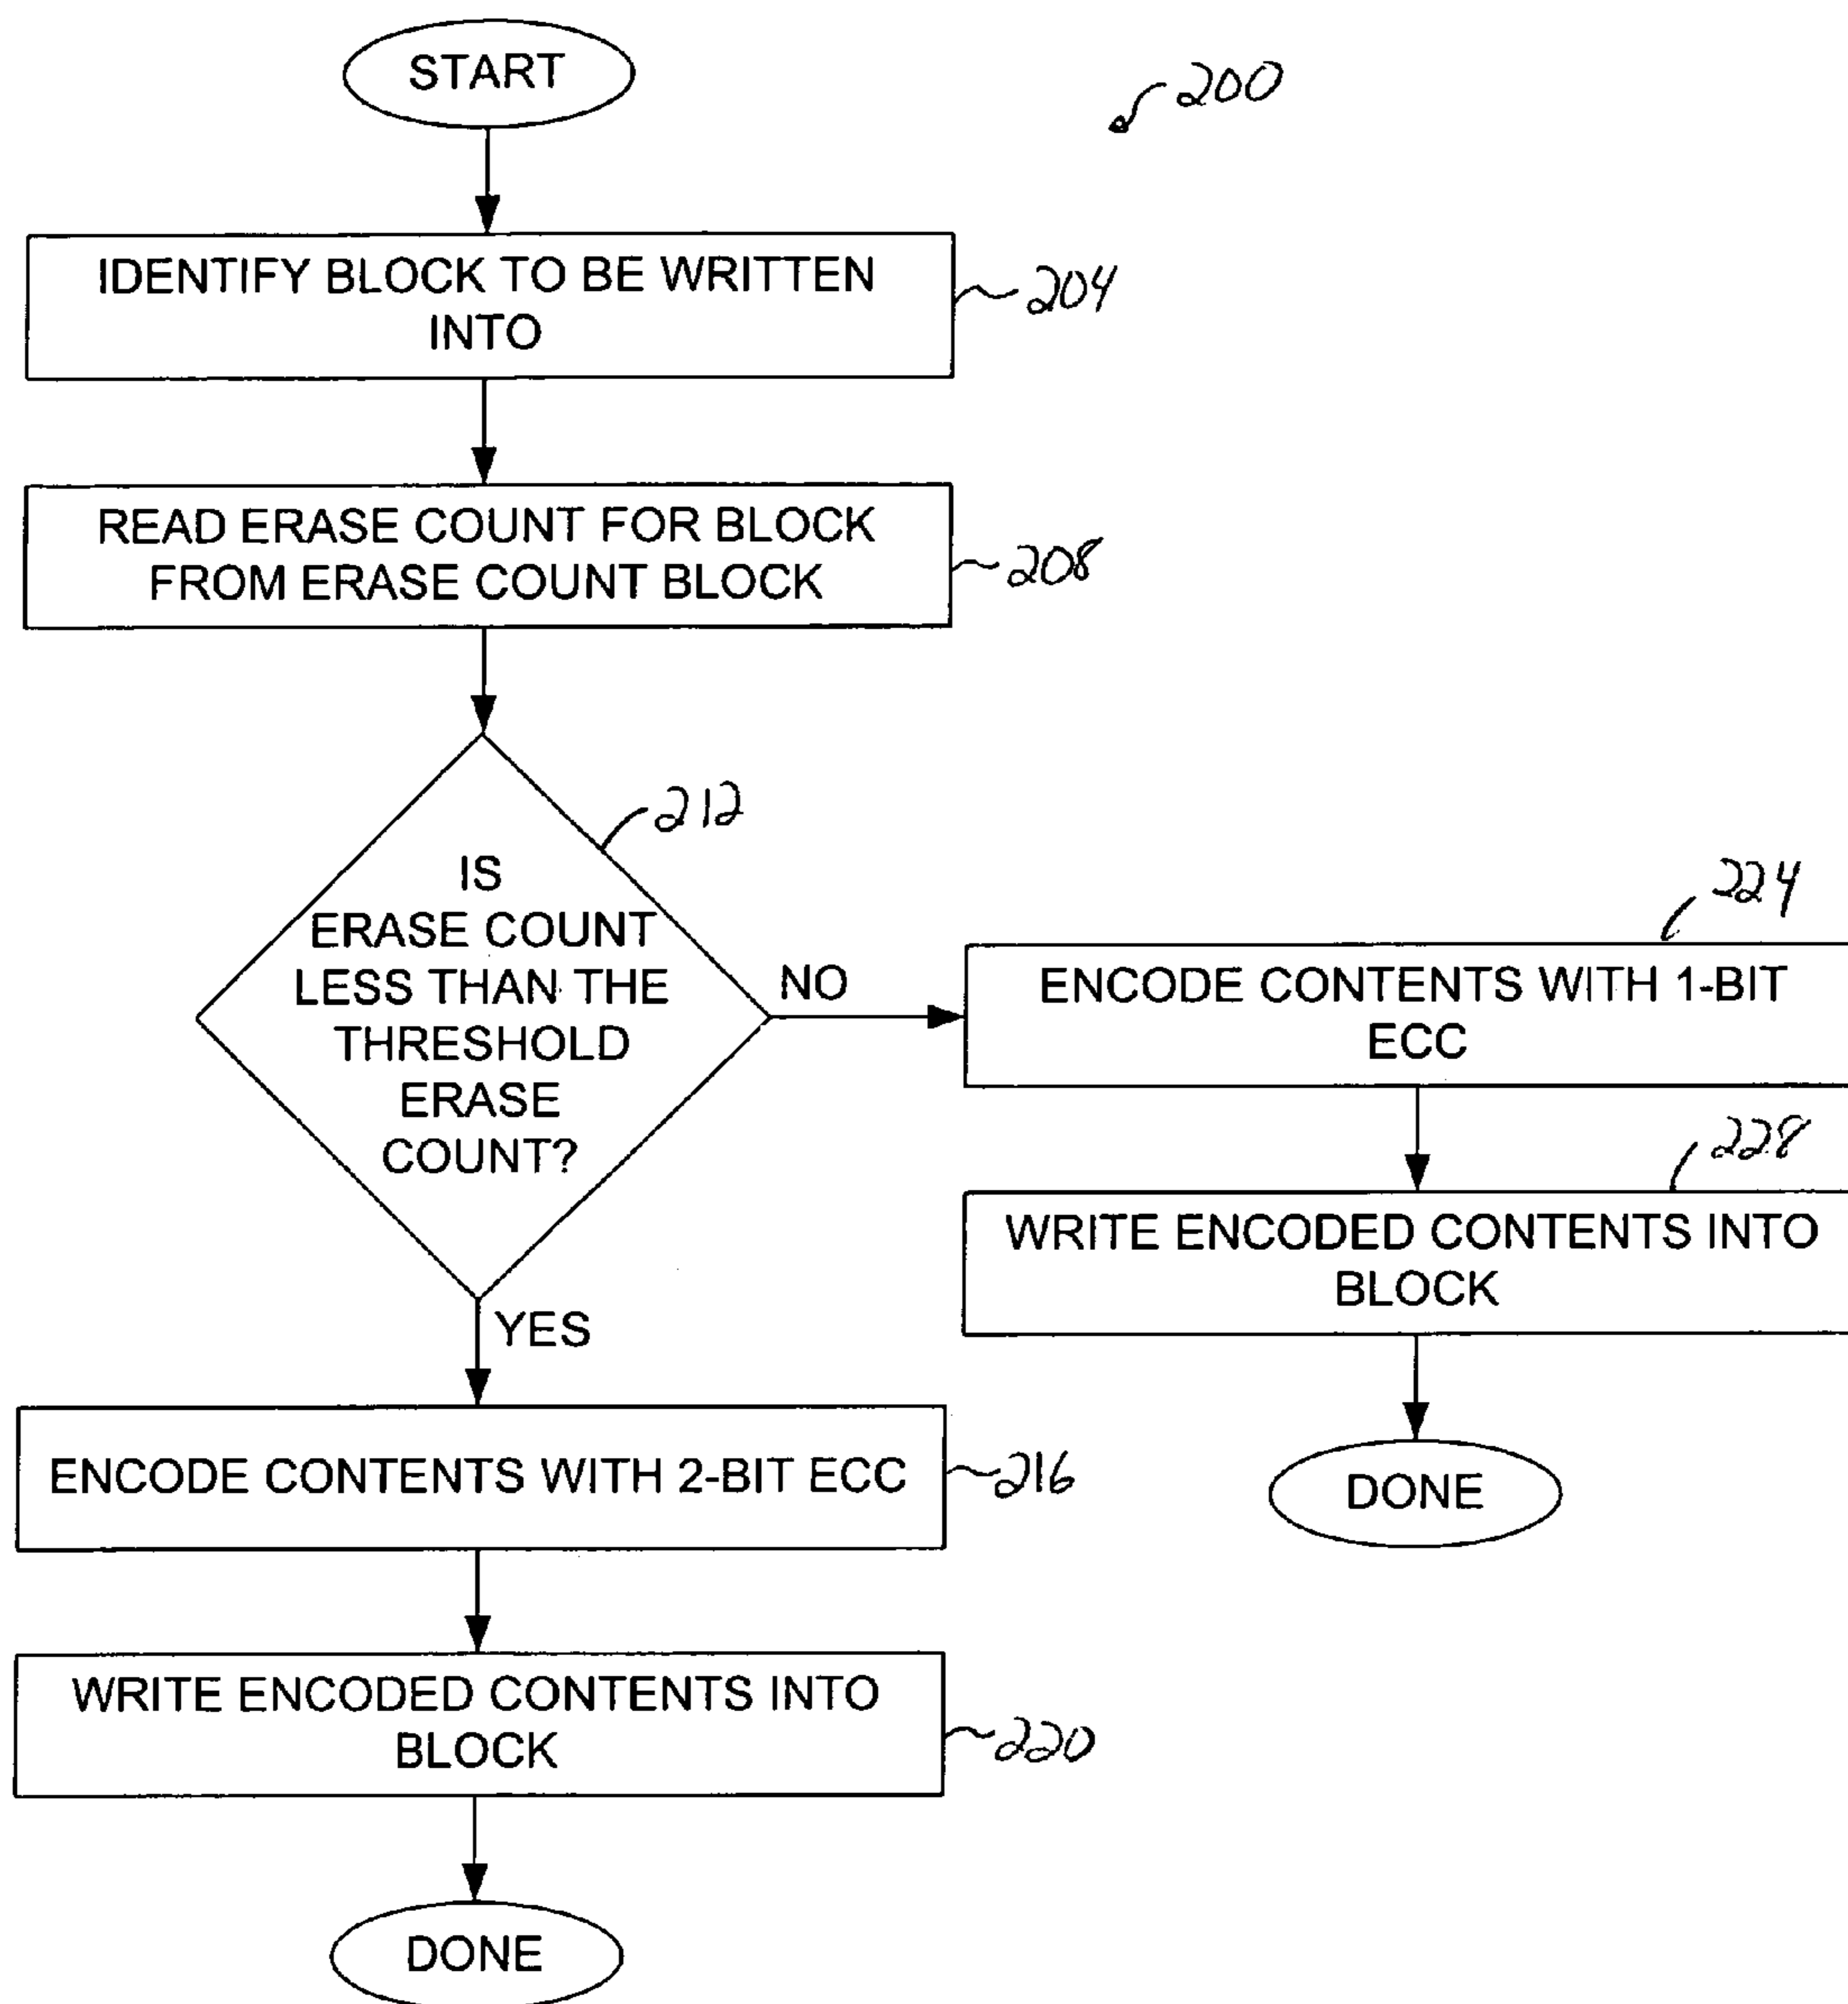 START
200
IDENTIFY BLOCK TO BE WRITTEN
INTO
204
READ ERASE COUNT FOR BLOCK
FROM ERASE COUNT BLOCK
208
212
IS
ERASE COUNT
LESS THAN THE
THRESHOLD
ERASE
COUNT?
NO
YES
224
ENCODE CONTENTS WITH 1-BIT
ECC
228
WRITE ENCODED CONTENTS INTO
BLOCK
DONE
ENCODE CONTENTS WITH 2-BIT ECC
216
WRITE ENCODED CONTENTS INTO
BLOCK
220
DONE